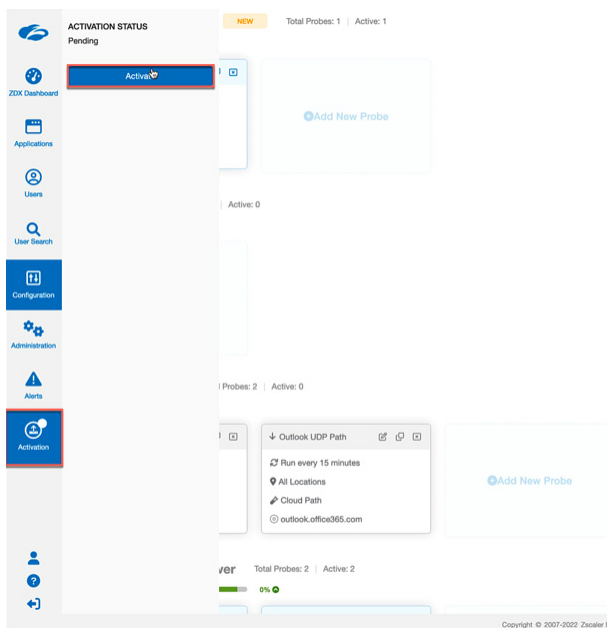 ACTIVATION STATUS
Pending
Activate
ZDX Dashboard
Applications
Users
User Search
Configuration
Administration
Alerts
Activation
NEW
Total Probes: 1 | Active: 1
Add New Probe
Active: 0
Probes: 2 | Active: 0
Outlook UDP Path
Run every 15 minutes
All Locations
Cloud Path
outlook.office365.com
Add New Probe
Total Probes: 2 | Active: 2
0%
Copyright © 2007-2022 Zscaler